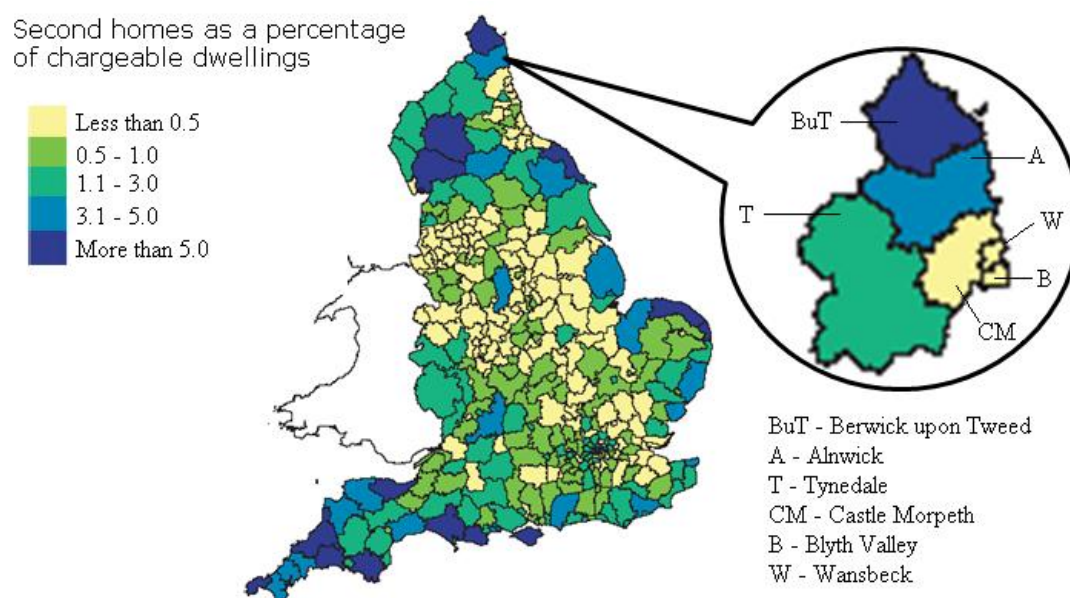 Second homes as a percentage
of chargeable dwellings
Less than 0.5
0.5 - 1.0
1.1 - 3.0
3.1 - 5.0
More than 5.0
BuT
A
T
W
B
CM
BuT - Berwick upon Tweed
A - Alnwick
T - Tynedale
CM - Castle Morpeth
B - Blyth Valley
W - Wansbeck